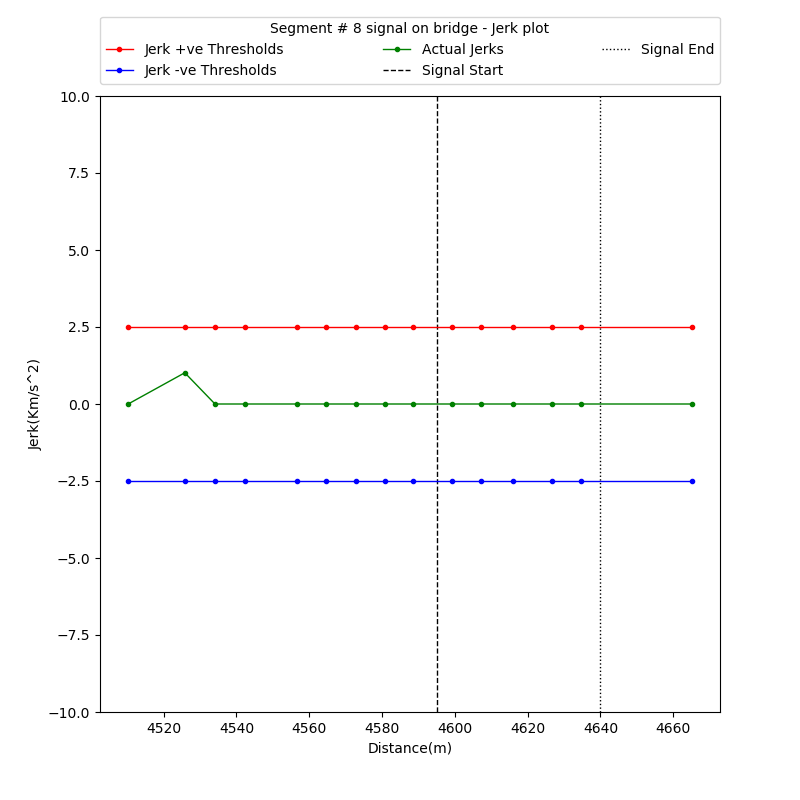 Segment # 8 signal on bridge - Jerk plot
Jerk +ve Thresholds Actual Jerks Signal End
Jerk -ve Thresholds Signal Start
10.0
7.5
5.0
2.5
0.0
−2.5
−5.0
−7.5
−10.0
Jerk(Km/s^2)
4520 4540 4560 4580 4600 4620 4640 4660
Distance(m)